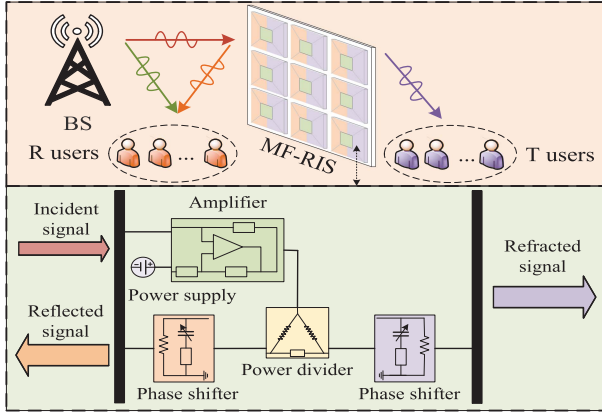 BS
R users
...
MF-RIS
...
T users
Incident
signal
Amplifier
Refracted
signal
Power supply
Reflected
signal
Power divider
Phase shifter
Phase shifter